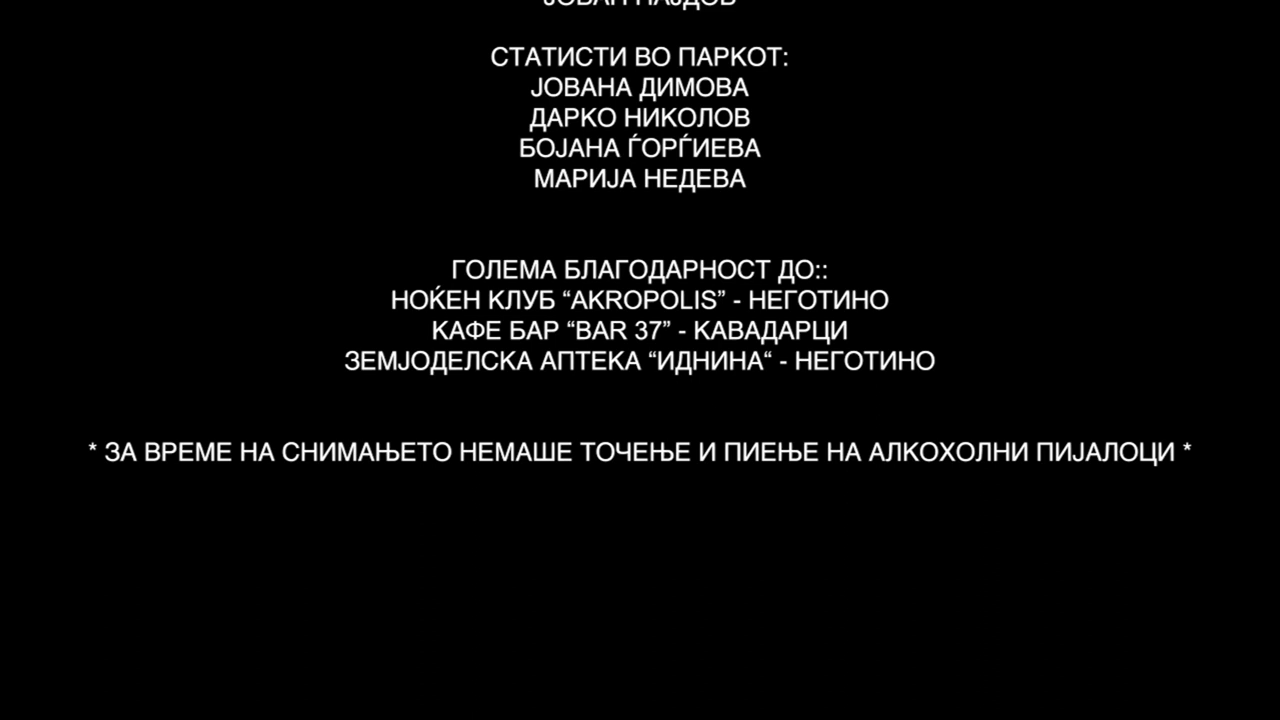 СТАТИСТИ ВО ПАРКОТ:
ЈОВАНА ДИМОВА
ДАРКО НИКОЛОВ
БОЈАНА ЃОРЃИЕВА
МАРИЈА НЕДЕВА
ГОЛЕМА БЛАГОДАРНОСТ ДО::
НОЌЕН КЛУБ “AKROPOLIS” - НЕГОТИНО
КАФЕ БАР “BAR 37” - КАВАДАРЦИ
ЗЕМЈОДЕЛСКА АПТЕКА “ИДНИНА“ - НЕГОТИНО
* ЗА ВРЕМЕ НА СНИМАЊЕТО НЕМАШЕ ТОЧЕЊЕ И ПИЕЊЕ НА АЛКОХОЛНИ ПИЈАЛОЦИ *